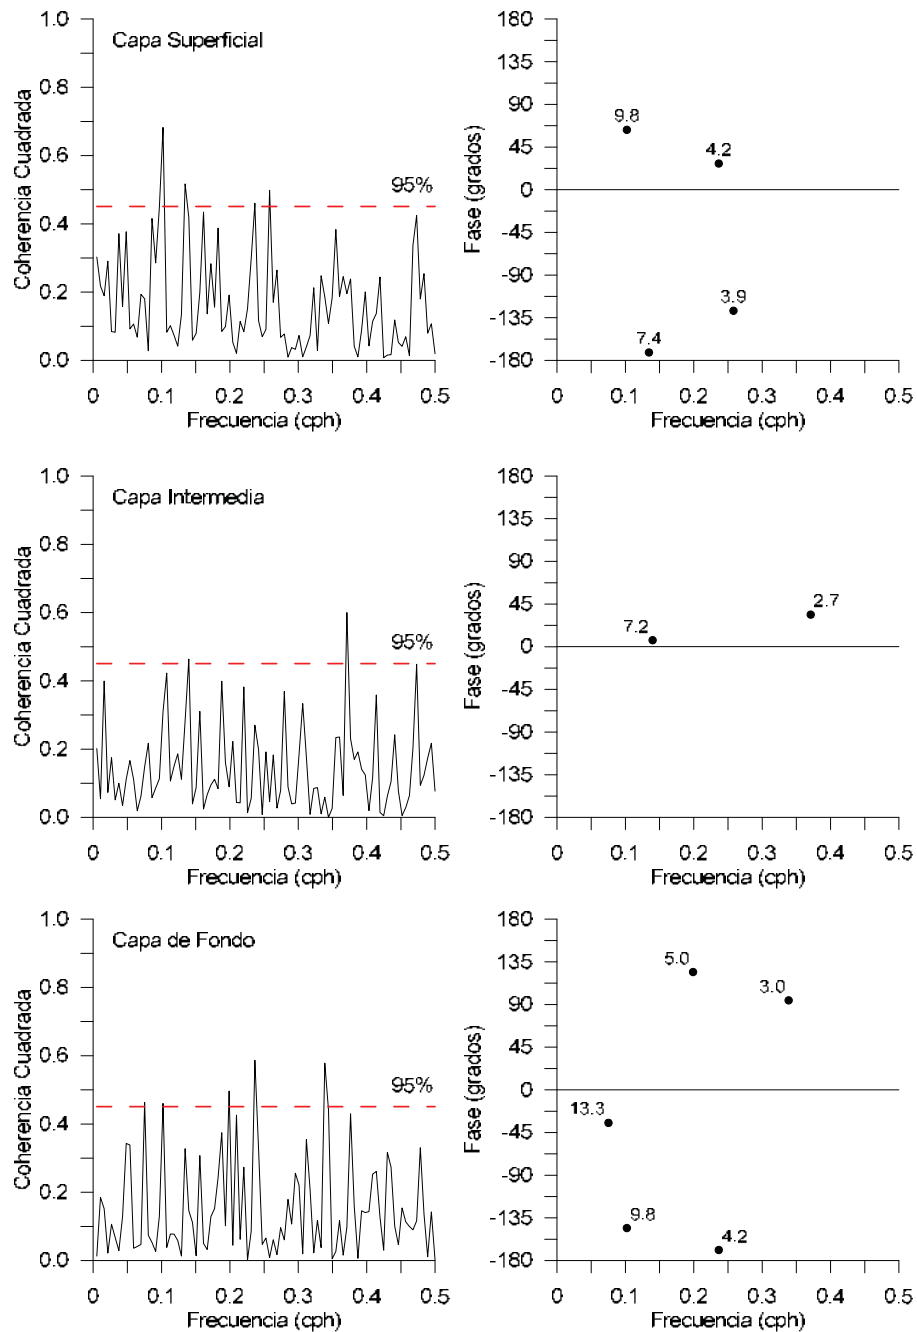 1.0
Capa Superficial
0.8
0.6
95%
0.4
0.2
0.0
Coherencia Cuadrada
0 0.1 0.2 0.3 0.4 0.5
Frecuencia (cph)
180
135
90
45
0
-45
-90
-135
-180
Fase (grados)
9.8
4.2
3.9
7.4
0 0.1 0.2 0.3 0.4 0.5
Frecuencia (cph)
1.0
Capa Intermedia
0.8
0.6
95%
0.4
0.2
0.0
Coherencia Cuadrada
0 0.1 0.2 0.3 0.4 0.5
Frecuencia (cph)
180
135
90
45
0
-45
-90
-135
-180
Fase (grados)
2.7
7.2
0 0.1 0.2 0.3 0.4 0.5
Frecuencia (cph)
1.0
Capa de Fondo
0.8
0.6
95%
0.4
0.2
0.0
Coherencia Cuadrada
0 0.1 0.2 0.3 0.4 0.5
Frecuencia (cph)
180
135
90
45
0
-45
-90
-135
-180
Fase (grados)
5.0
3.0
13.3
9.8
4.2
0 0.1 0.2 0.3 0.4 0.5
Frecuencia (cph)